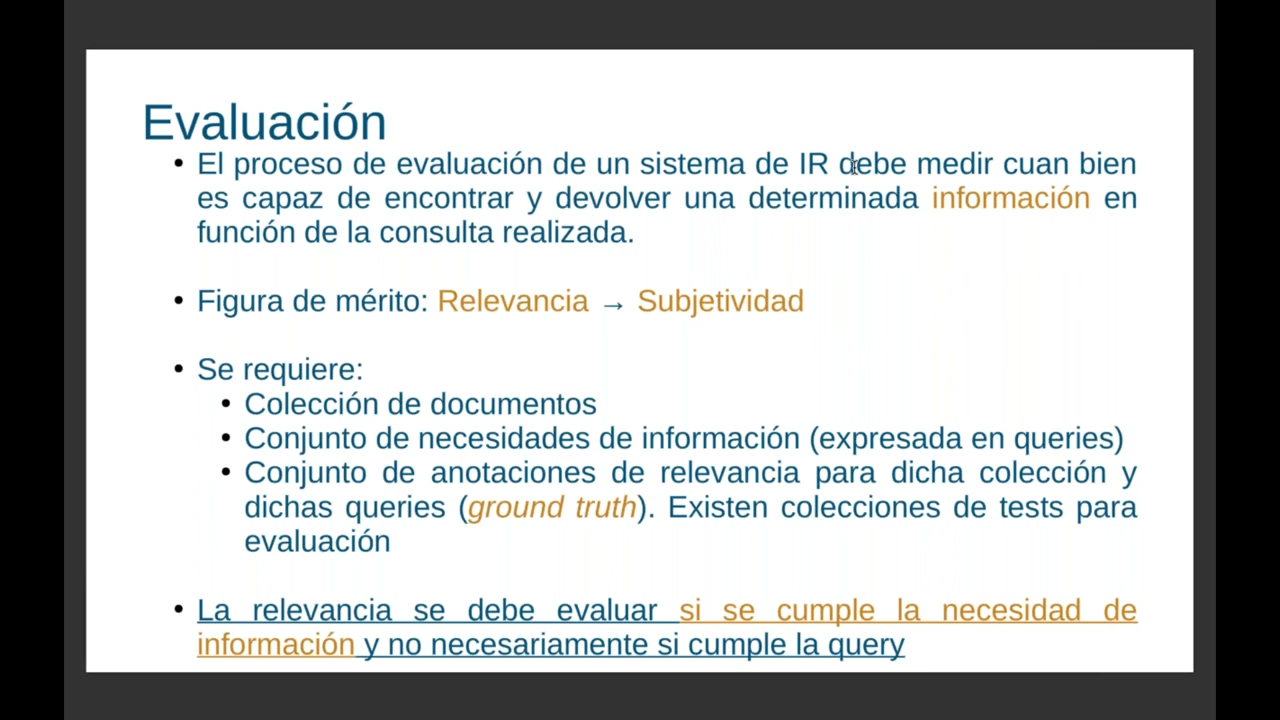 Evaluación
• El proceso de evaluación de un sistema de IR debe medir cuan bien
es capaz de encontrar y devolver una determinada información en
función de la consulta realizada.
• Figura de mérito: Relevancia → Subjetividad
• Se requiere:
• Colección de documentos
• Conjunto de necesidades de información (expresada en queries)
• Conjunto de anotaciones de relevancia para dicha colección y
dichas queries (ground truth). Existen colecciones de tests para
evaluación
• La relevancia se debe evaluar si se cumple la necesidad de
información y no necesariamente si cumple la query